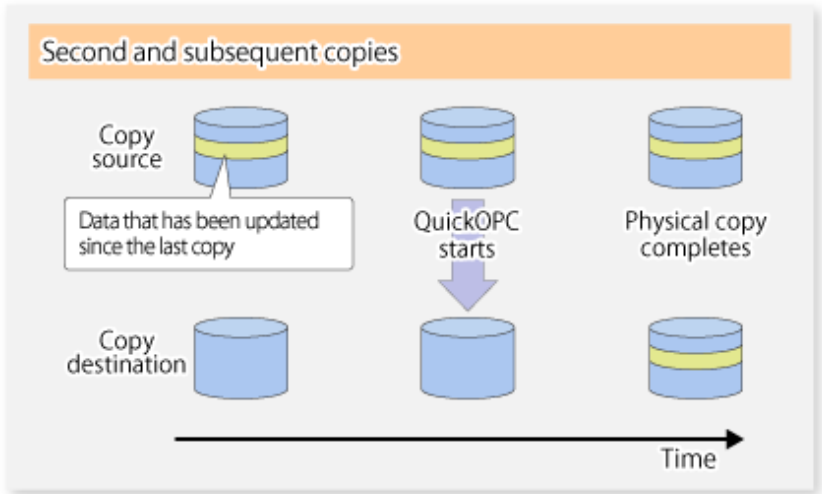 Second and subsequent copies
Copy
source
Data that has been updated
since the last copy
QuickOPC
starts
Physical copy
completes
Copy
destination
Time